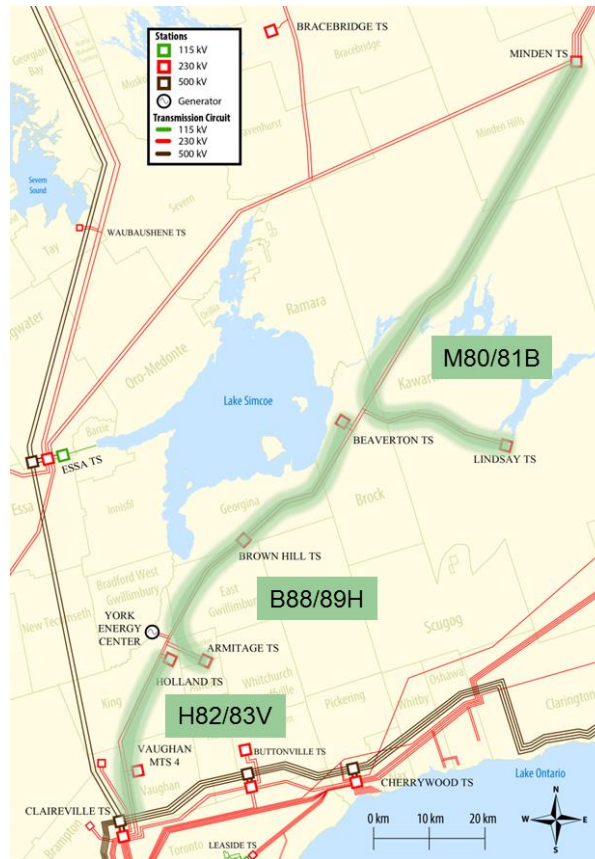 Stations
115 kV
230 kV
500 kV
Generator
Transmission Circuit
115 kV
230 kV
500 kV
BRACEBRIDGE TS
Bracebridge
MINDEN TS
Georgian
Bay
Minden Hills
Severn
Sound
Severn
WAUBAUSHENE TS
Tay
Ramara
Oro-Medonte
M80/81B
Lake Simcoe
BEAVERTON TS
LINDSAY TS
Barrie
ESSA TS
Essa
Innisfil
Georgina
Brock
BROWN HILL TS
Bradford West
Gwillimbury
East
Gwillimbury
B88/89H
New Tecumseth
Scugog
YORK
ENERGY
CENTER
ARMITAGE TS
HOLLAND TS
King
Whitchurch
Pickering
Whitby
Oshawa
Clarington
H82/83V
VAUGHAN
MTS 4
Vaughan
BUTTONVILLE TS
CHERRYWOOD TS
Lake Ontario
CLAIREVILLE TS
Brampton
Toronto
LEASIDE TS
0 km 10 km 20 km
N
W E
S